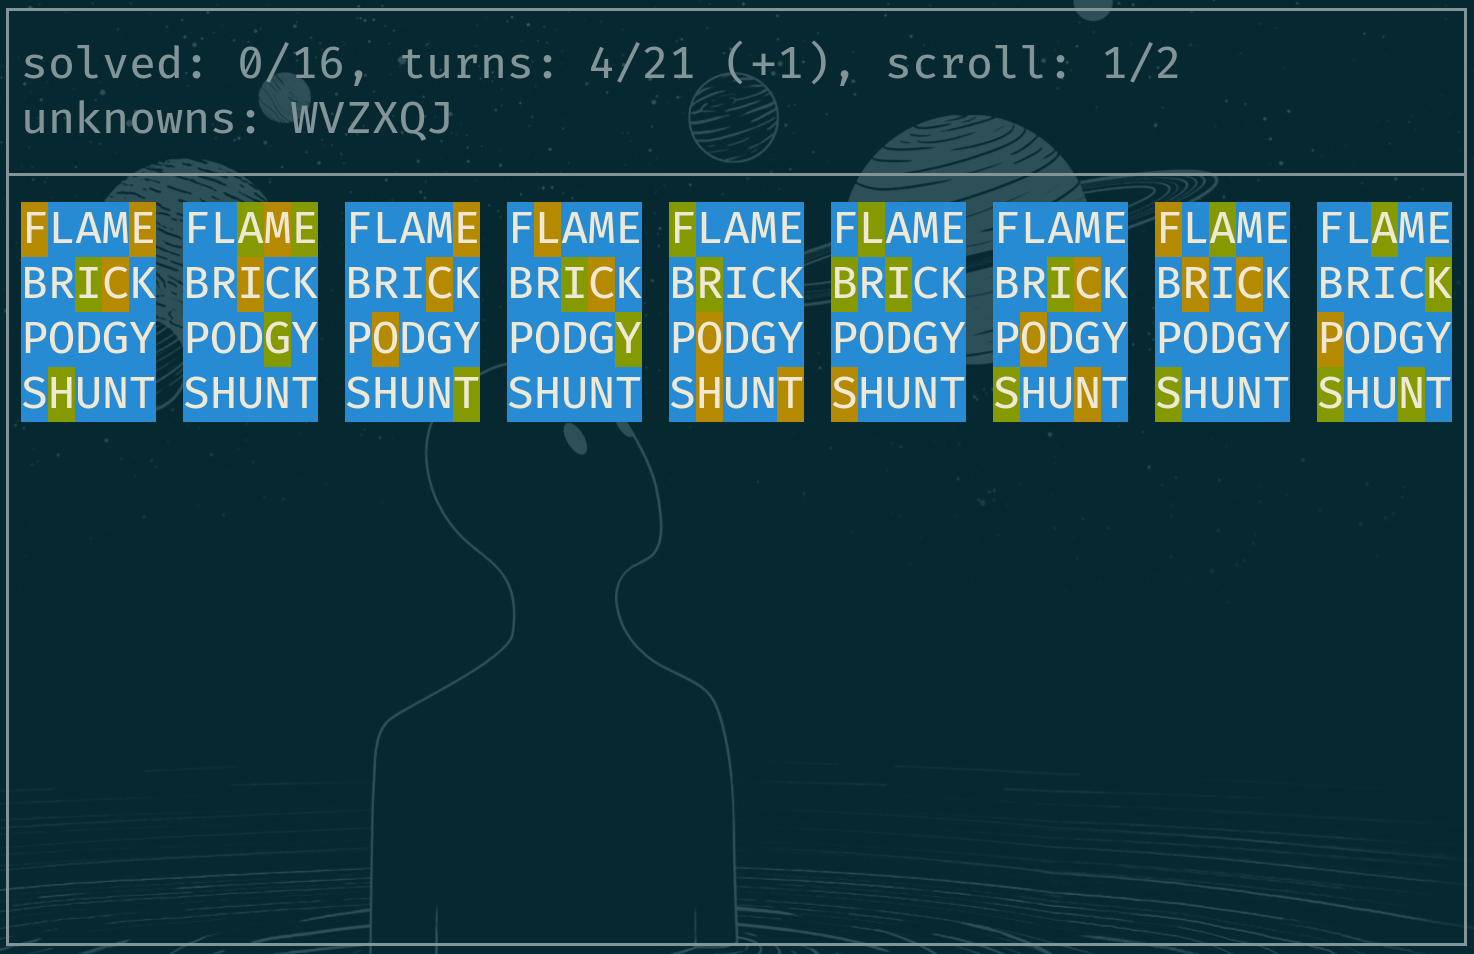 solved: 0/16, turns: 4/21 (+1), scroll: 1/2
unknowns: WVZXQJ
FLAME FLAME FLAME FLAME FLAME FLAME FLAME FLAME FLAME
BRICK BRICK BRICK BRICK BRICK BRICK BRICK BRICK BRICK
PODGY PODGY PODGY PODGY PODGY PODGY PODGY PODGY PODGY
SHUNT SHUNT SHUNT SHUNT SHUNT SHUNT SHUNT SHUNT SHUNT